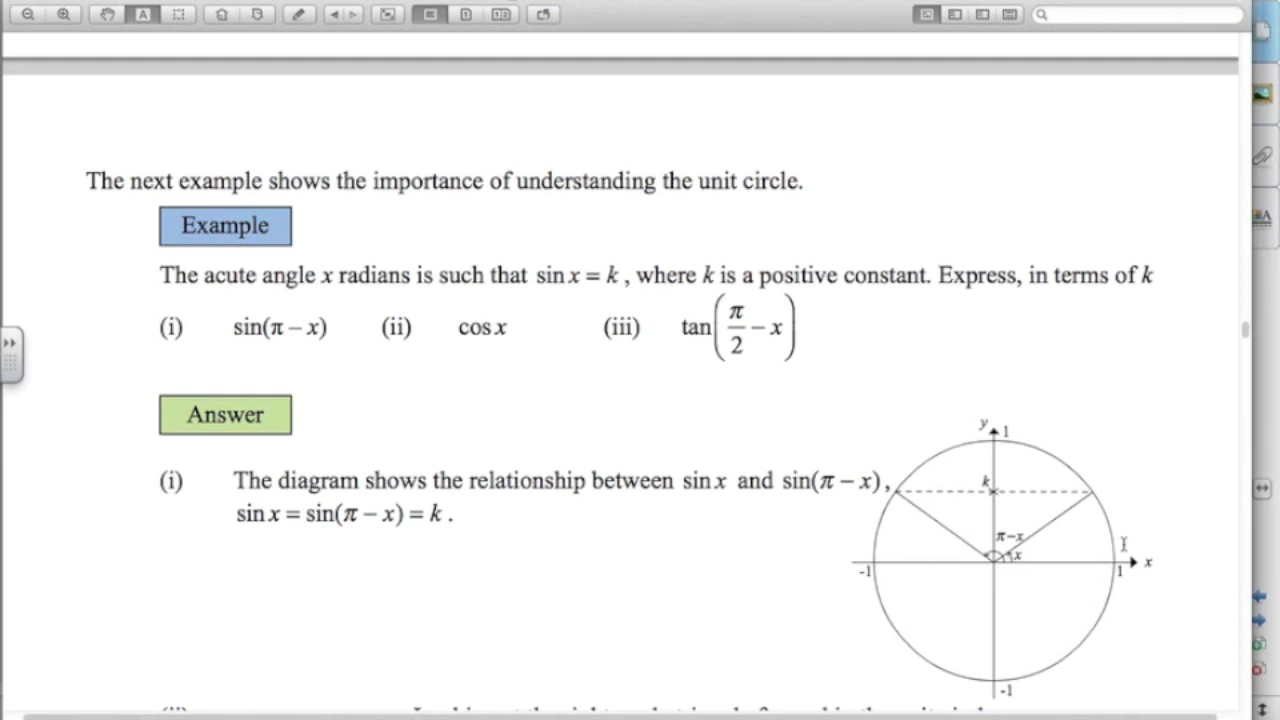 The next example shows the importance of understanding the unit circle.
Example
The acute angle x radians is such that sin x = k , where k is a positive constant. Express, in terms of k
(i) sin(π − x) (ii) cos x (iii) tan(π/2 − x)
Answer
(i) The diagram shows the relationship between sin x and sin(π − x),
sin x = sin(π − x) = k .
y
1
k
π−x
x
-1
1
x
-1